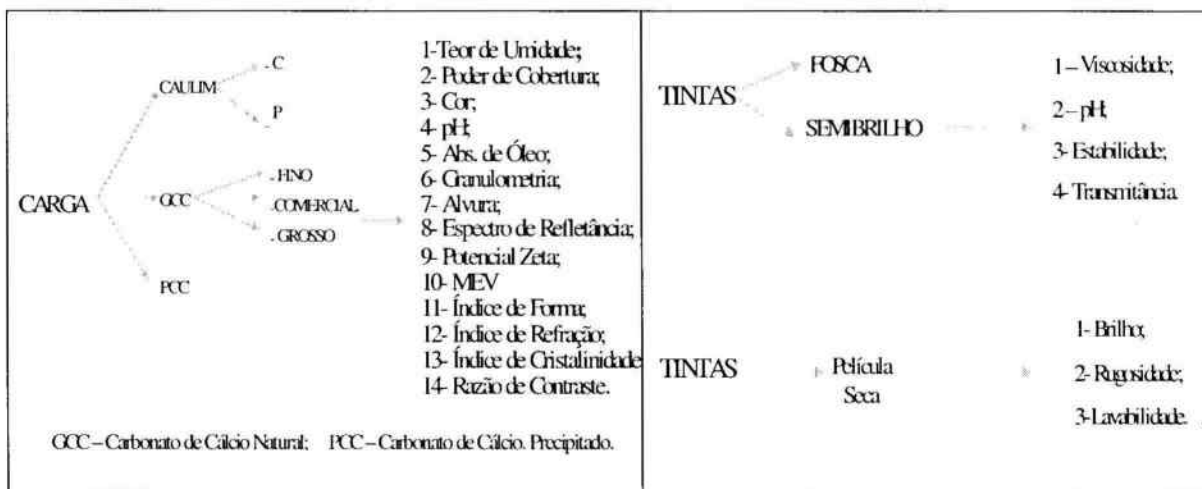 CARGA
CAULIM
- C
- P
GCC
- FINO
- COMERCIAL
- GROSSO
PCC
1-Teor de Umidade;
2- Poder de Cobertura;
3- Cor;
4- pH;
5- Abs. de Óleo;
6- Granulometria;
7- Alvura;
8- Espectro de Refletância;
9- Potencial Zeta;
10- MEV
11- Índice de Forma;
12- Índice de Refração;
13- Índice de Cristalinidade
14- Razão de Contraste.
GCC – Carbonato de Cálcio Natural; PCC – Carbonato de Cálcio. Precipitado.
TINTAS
FOSCA
SEMIBRILHO
1 – Viscosidade;
2 – pH;
3- Estabilidade;
4- Transmitância.
TINTAS
Película
Seca
1- Brilho;
2- Rugosidade;
3-Lavabilidade.